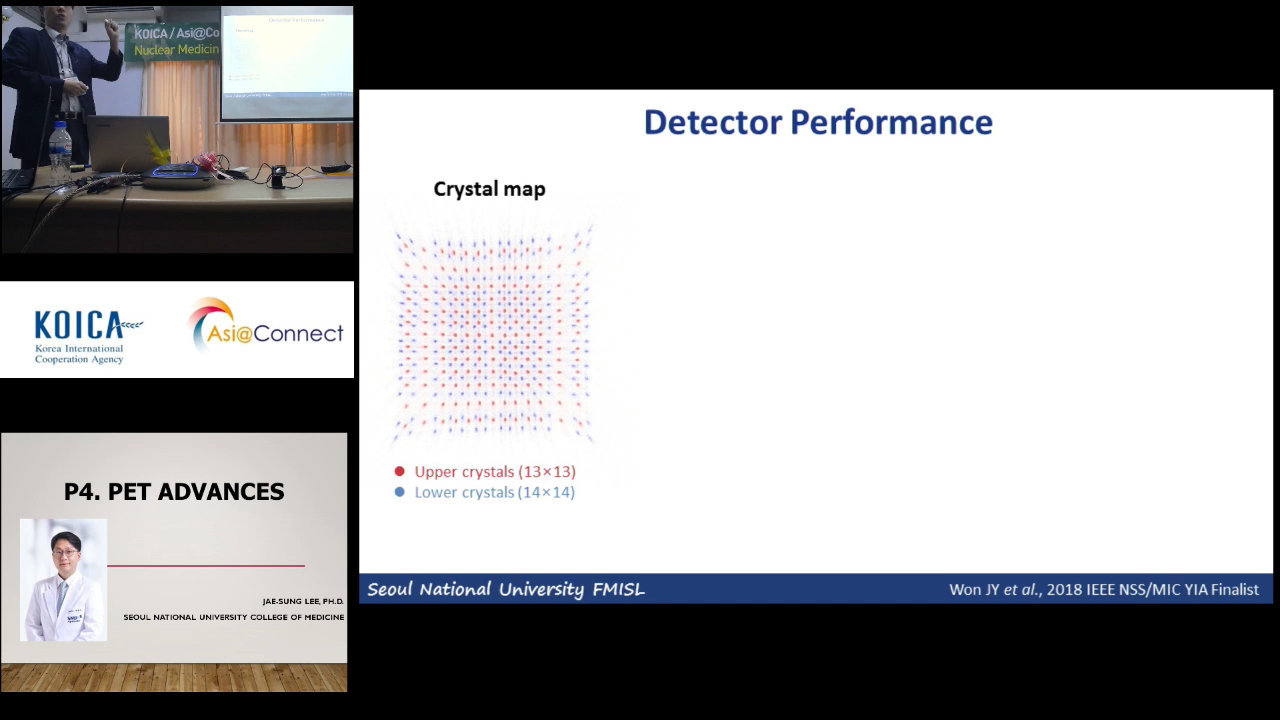 KOICA / Asi@Co
Nuclear Medicin
Detector Performance
KOICA
Korea International
Cooperation Agency
Asi@Connect
P4. PET ADVANCES
JAE-SUNG LEE, PH.D.
SEOUL NATIONAL UNIVERSITY COLLEGE OF MEDICINE
Detector Performance
Crystal map
Upper crystals (13×13)
Lower crystals (14×14)
Seoul National University FMISL
Won JY et al., 2018 IEEE NSS/MIC YIA Finalist